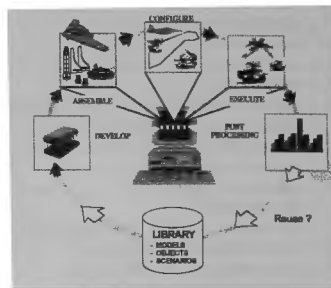 CONFIGURE
ASSEMBLE
EXECUTE
DEVELOP
POST
PROCESSING
Reuse ?
LIBRARY
- MODELS
- OBJECTS
- SCENARIOS